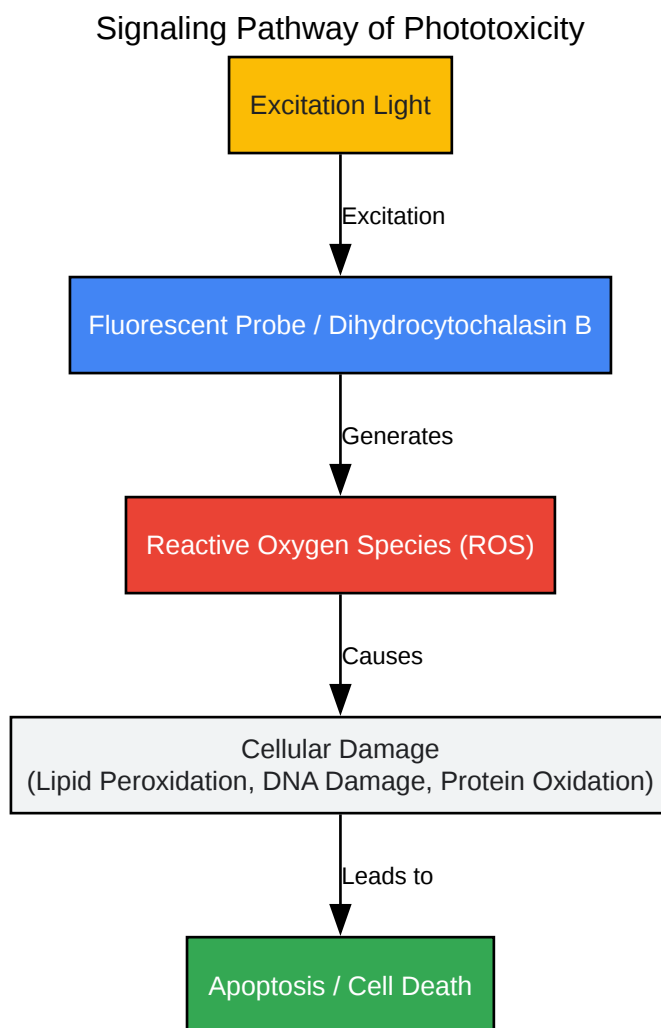 Signaling Pathway of Phototoxicity
Excitation Light
Excitation
Fluorescent Probe / Dihydrocytochalasin B
Generates
Reactive Oxygen Species (ROS)
Causes
Cellular Damage
(Lipid Peroxidation, DNA Damage, Protein Oxidation)
Leads to
Apoptosis / Cell Death